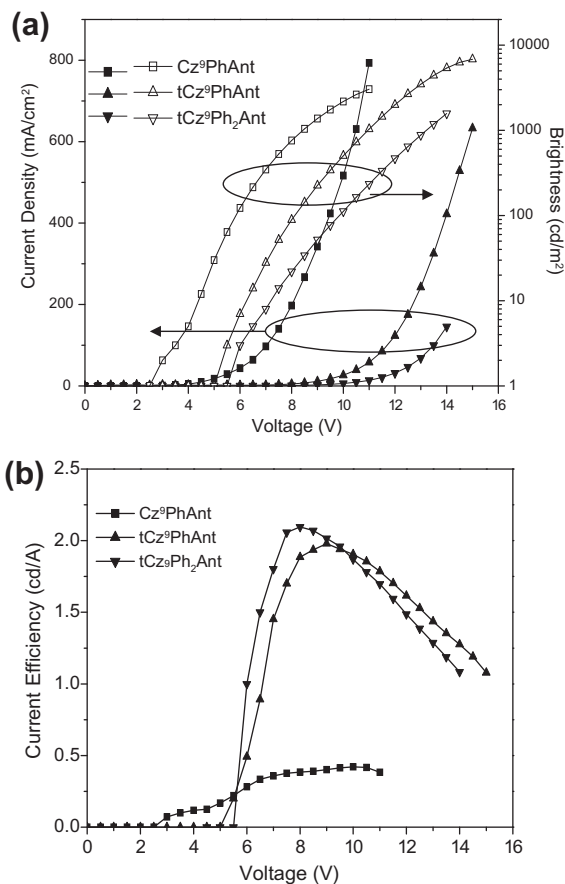 (a)
800
600
400
200
0
Current Density (mA/cm²)
Cz⁹PhAnt
tCz⁹PhAnt
tCz⁹Ph₂Ant
10000
1000
100
10
1
Brightness (cd/m²)
0 2 4 6 8 10 12 14 16
Voltage (V)
(b)
2.5
2.0
1.5
1.0
0.5
0.0
Current Efficiency (cd/A)
Cz⁹PhAnt
tCz⁹PhAnt
tCz₉Ph₂Ant
0 2 4 6 8 10 12 14 16
Voltage (V)